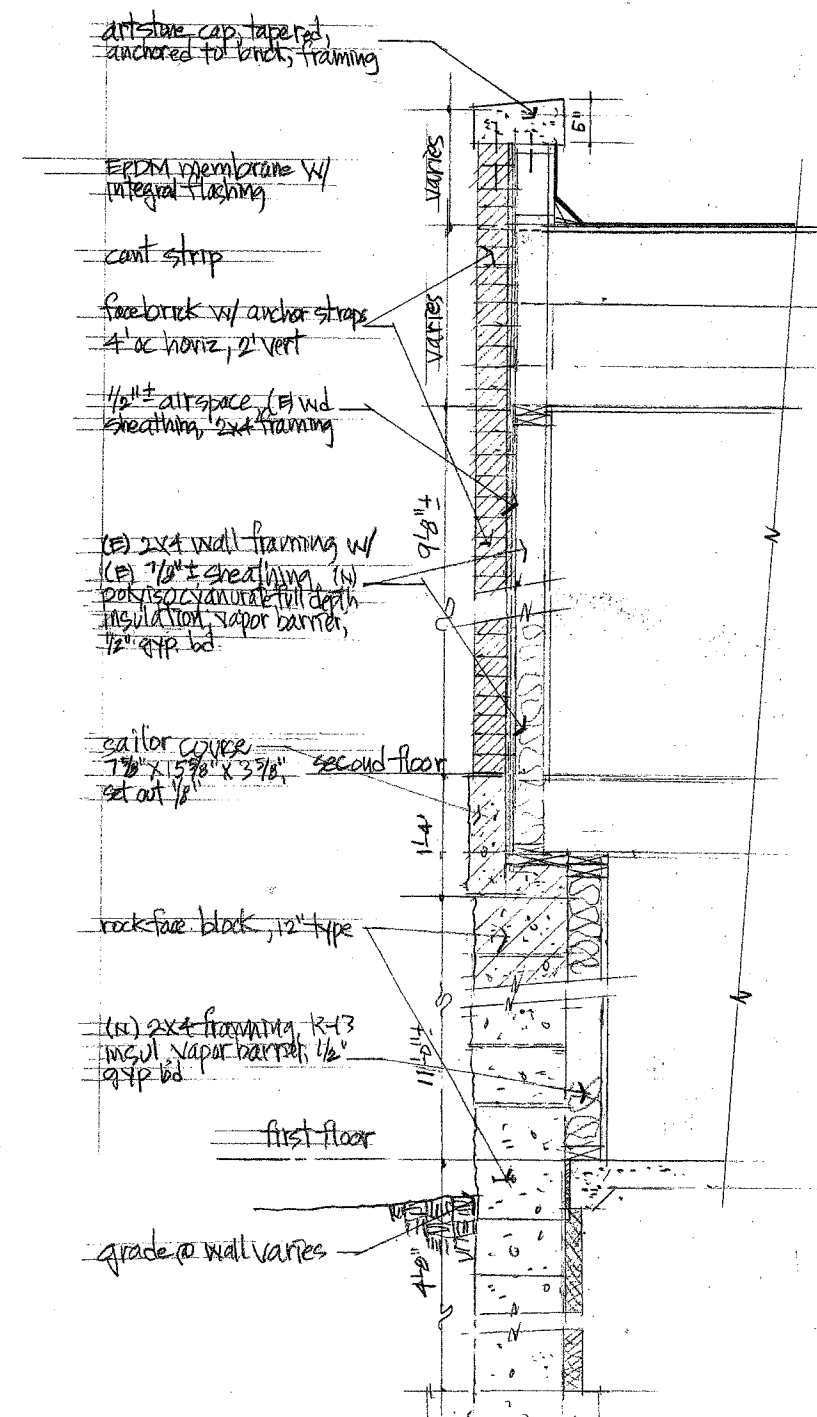 artstone cap, tapered,
anchored to brick, framing
6"
varies
EPDM membrane w/
integral flashing
cant strip
varies
facebrick w/ anchor straps
4' oc horiz, 2' vert
1/2"± airspace, (E) wd
sheathing, 2x4 framing
9'-8"±
(E) 2x4 wall framing w/
(E) 7/8"± sheathing, (N)
polyisocyanurate full depth
insulation, vapor barrier,
1/2" gyp. bd
sailor course
7 5/8" x 15 5/8" x 3 5/8",
set out 1/8"
second floor
1'-4"
rockface block, 12" type
(N) 2x4 framing, R-13
insul, vapor barrier, 1/2"
gyp bd
11'-0"±
first floor
grade @ wall varies
4'-0"